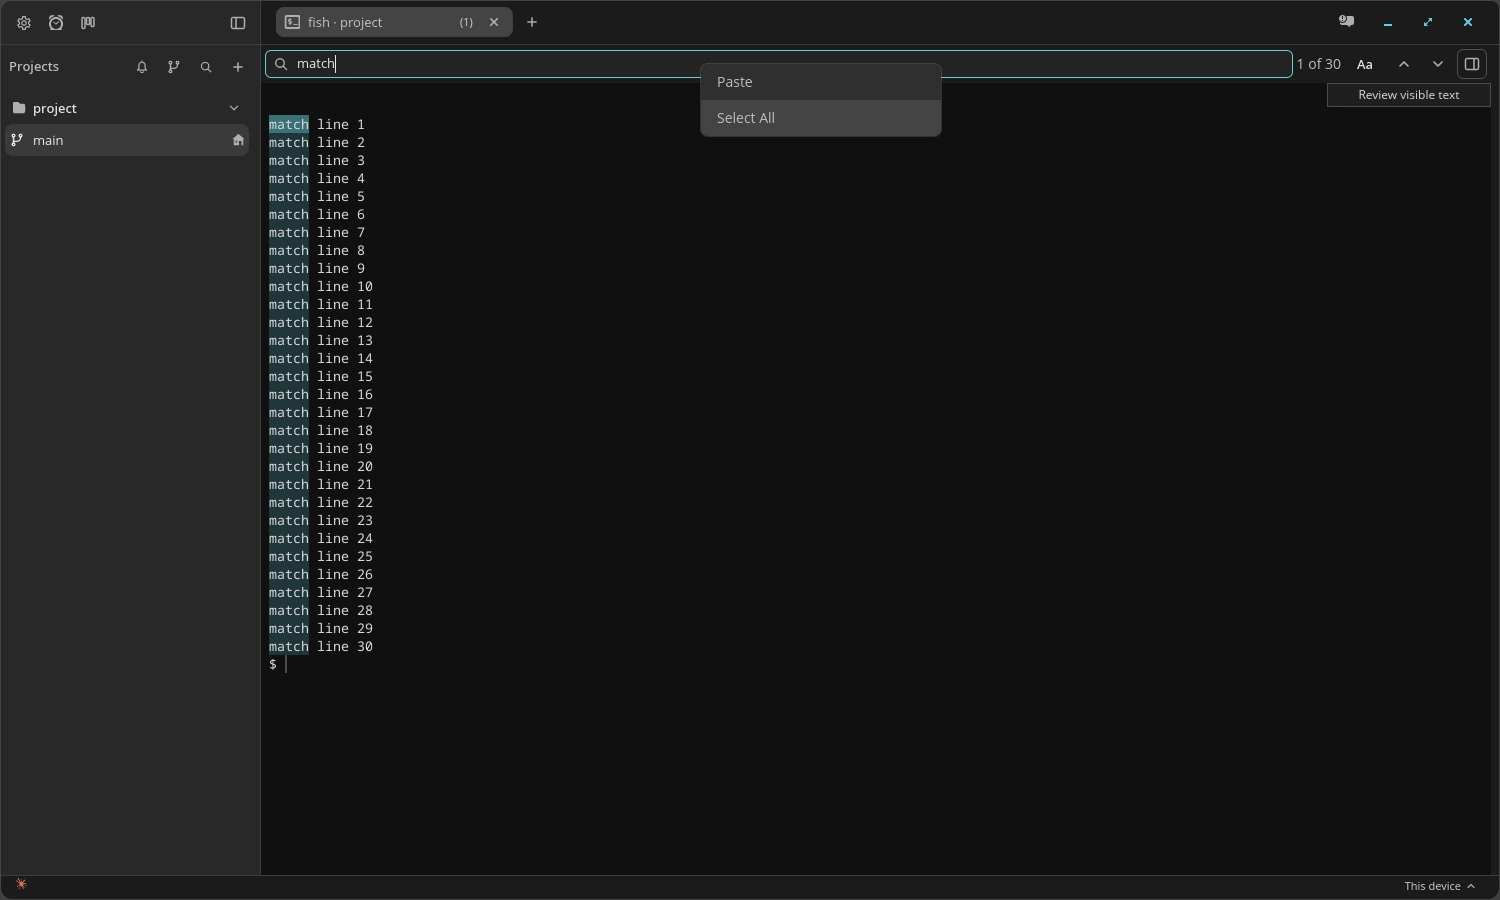 fish · project (1)
Projects
match
1 of 30
Aa
Paste
Select All
Review visible text
project
main
match line 1
match line 2
match line 3
match line 4
match line 5
match line 6
match line 7
match line 8
match line 9
match line 10
match line 11
match line 12
match line 13
match line 14
match line 15
match line 16
match line 17
match line 18
match line 19
match line 20
match line 21
match line 22
match line 23
match line 24
match line 25
match line 26
match line 27
match line 28
match line 29
match line 30
$
This device